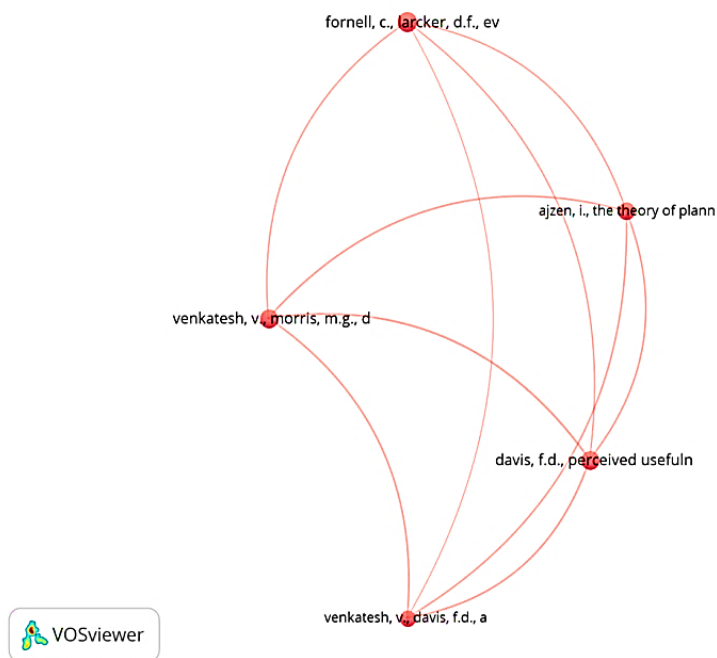 fornell, c., larcker, d.f., ev
ajzen, i., the theory of plann
venkatesh, v., morris, m.g., d
davis, f.d., perceived usefuln
venkatesh, v., davis, f.d., a
VOSviewer